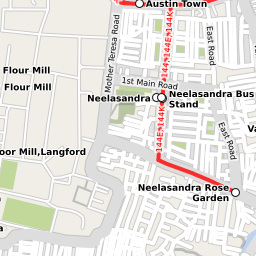 Austin Town
Mother Teresa Road
Flour Mill
1st Main Road
Flour Mill
Neelasandra
Neelasandra Bus
Stand
East Road
Va
oor Mill,Langford
East Road
Neelasandra Rose
Garden
a